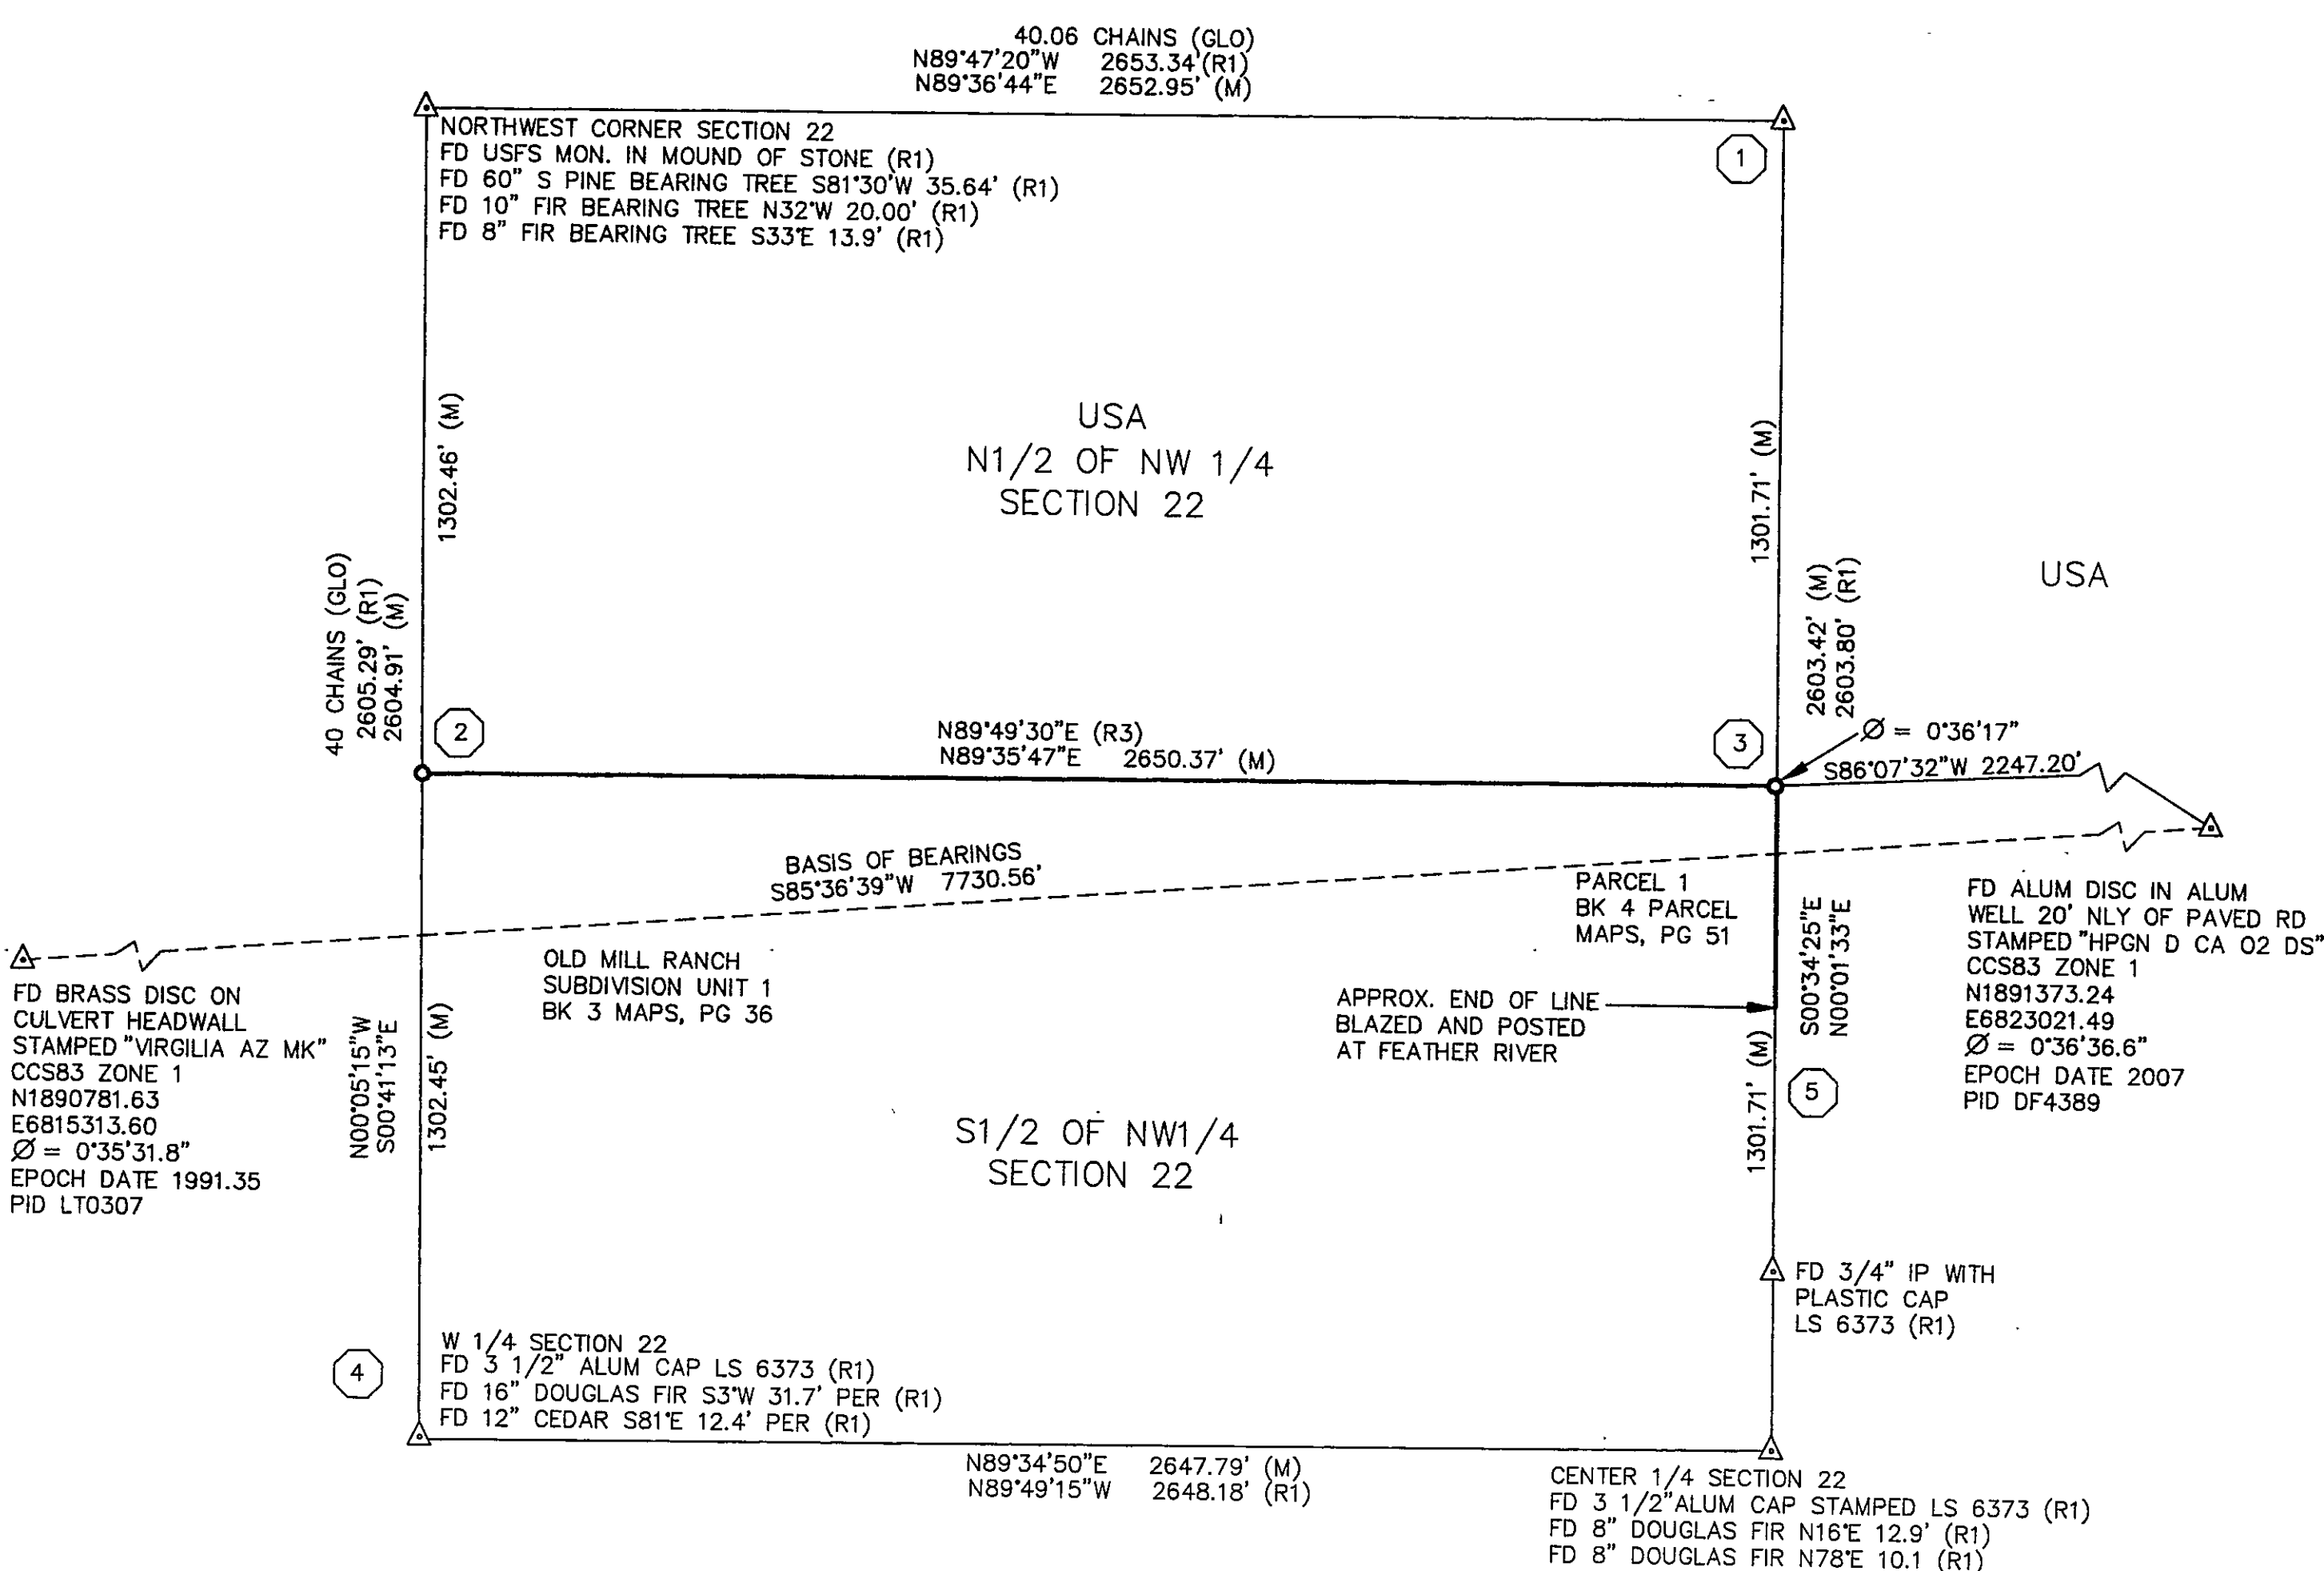 40.06 CHAINS (GLO)
N89°47'20"W 2653.34'(R1)
N89°36'44"E 2652.95' (M)
NORTHWEST CORNER SECTION 22
FD USFS MON. IN MOUND OF STONE (R1)
FD 60" S PINE BEARING TREE S81°30'W 35.64' (R1)
FD 10" FIR BEARING TREE N32°W 20.00' (R1)
FD 8" FIR BEARING TREE S33°E 13.9' (R1)
1
1302.46' (M)
USA
N1/2 OF NW 1/4
SECTION 22
1301.71' (M)
40 CHAINS (GLO)
2605.29' (R1)
2604.91' (M)
2603.42' (M)
2603.80' (R1)
USA
2
N89°49'30"E (R3)
N89°35'47"E 2650.37' (M)
3
Ø = 0°36'17"
S86°07'32"W 2247.20'
BASIS OF BEARINGS
S85°36'39"W 7730.56'
PARCEL 1
BK 4 PARCEL
MAPS, PG 51
S00°34'25"E
N00°01'33"E
FD ALUM DISC IN ALUM
WELL 20' NLY OF PAVED RD
STAMPED "HPGN D CA 02 DS"
CCS83 ZONE 1
N1891373.24
E6823021.49
Ø = 0°36'36.6"
EPOCH DATE 2007
PID DF4389
FD BRASS DISC ON
CULVERT HEADWALL
STAMPED "VIRGILIA AZ MK"
CCS83 ZONE 1
N1890781.63
E6815313.60
Ø = 0°35'31.8"
EPOCH DATE 1991.35
PID LT0307
N00°05'15"W
S00°41'13"E
1302.45' (M)
OLD MILL RANCH
SUBDIVISION UNIT 1
BK 3 MAPS, PG 36
APPROX. END OF LINE
BLAZED AND POSTED
AT FEATHER RIVER
1301.71' (M)
5
S1/2 OF NW1/4
SECTION 22
FD 3/4" IP WITH
PLASTIC CAP
LS 6373 (R1)
4
W 1/4 SECTION 22
FD 3 1/2" ALUM CAP LS 6373 (R1)
FD 16" DOUGLAS FIR S3°W 31.7' PER (R1)
FD 12" CEDAR S81°E 12.4' PER (R1)
N89°34'50"E 2647.79' (M)
N89°49'15"W 2648.18' (R1)
CENTER 1/4 SECTION 22
FD 3 1/2"ALUM CAP STAMPED LS 6373 (R1)
FD 8" DOUGLAS FIR N16°E 12.9' (R1)
FD 8" DOUGLAS FIR N78°E 10.1 (R1)